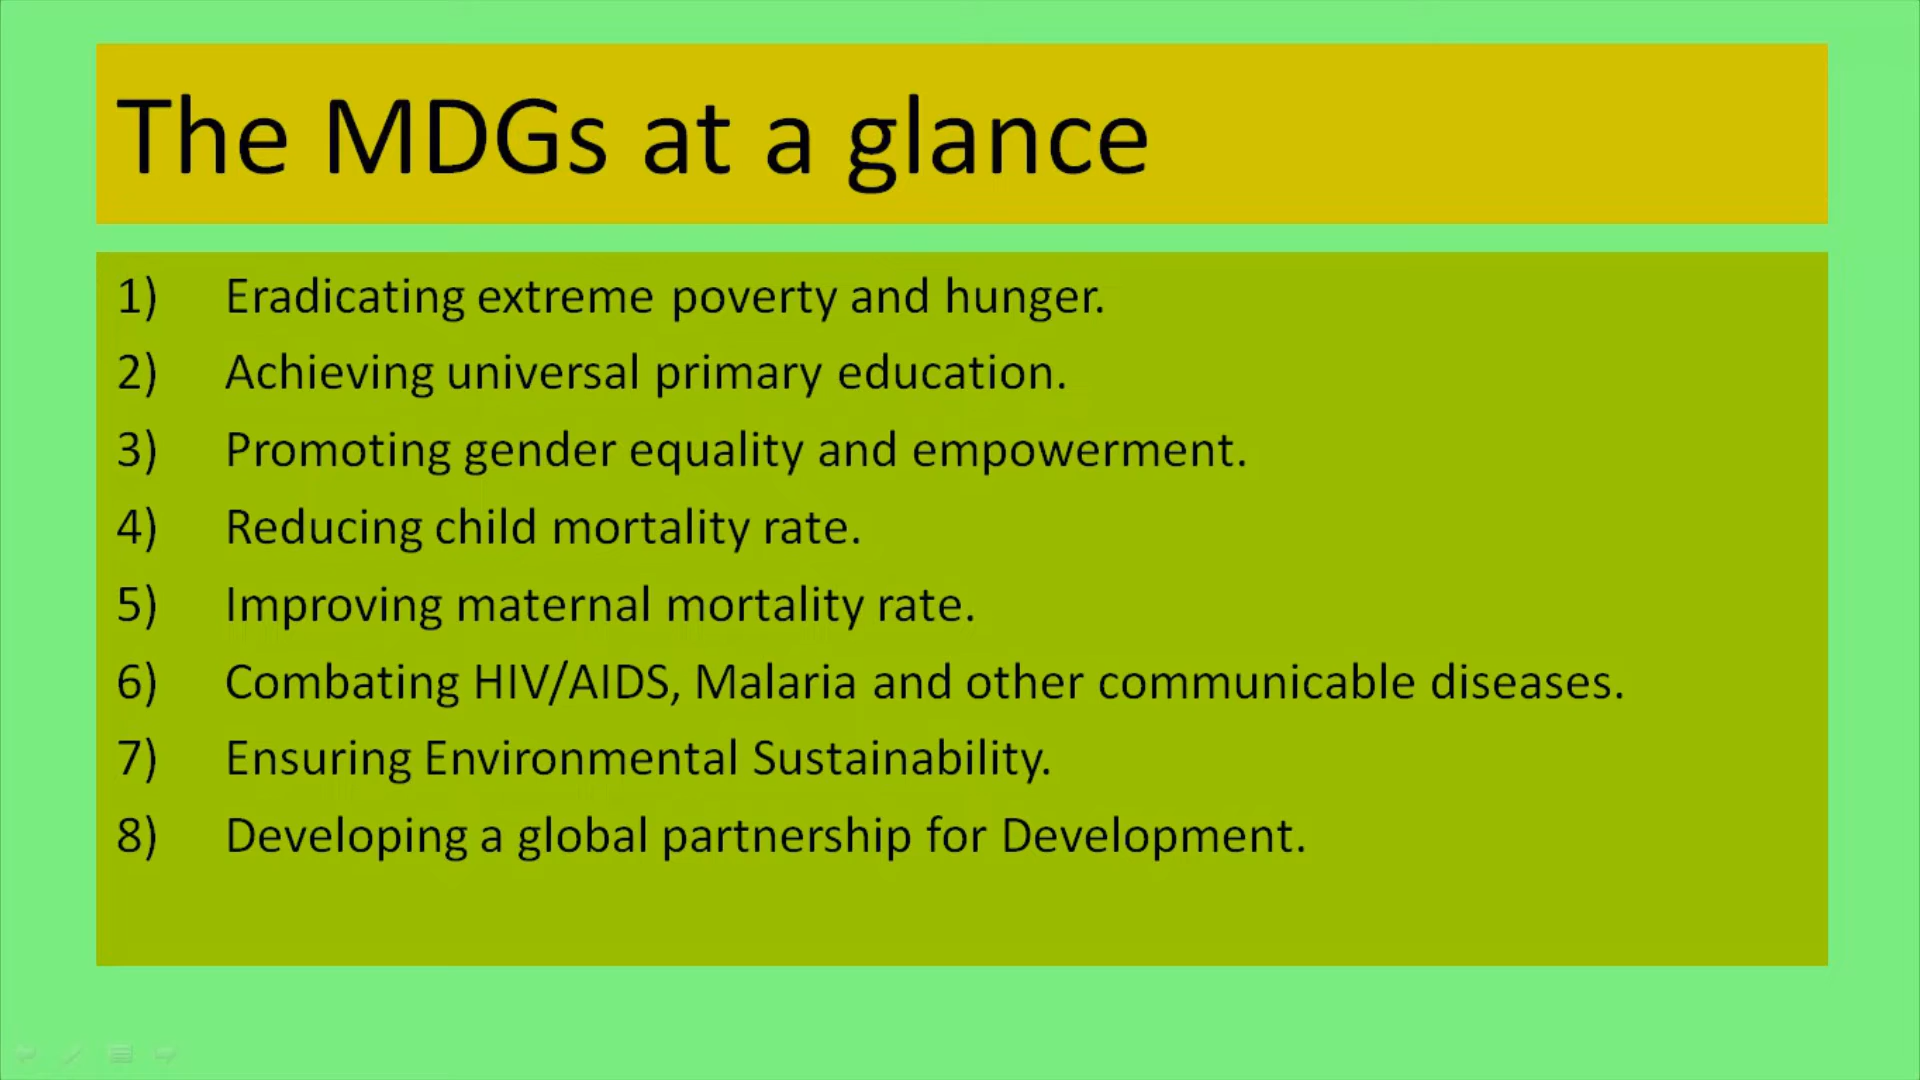 The MDGs at a glance
1) Eradicating extreme poverty and hunger.
2) Achieving universal primary education.
3) Promoting gender equality and empowerment.
4) Reducing child mortality rate.
5) Improving maternal mortality rate.
6) Combating HIV/AIDS, Malaria and other communicable diseases.
7) Ensuring Environmental Sustainability.
8) Developing a global partnership for Development.